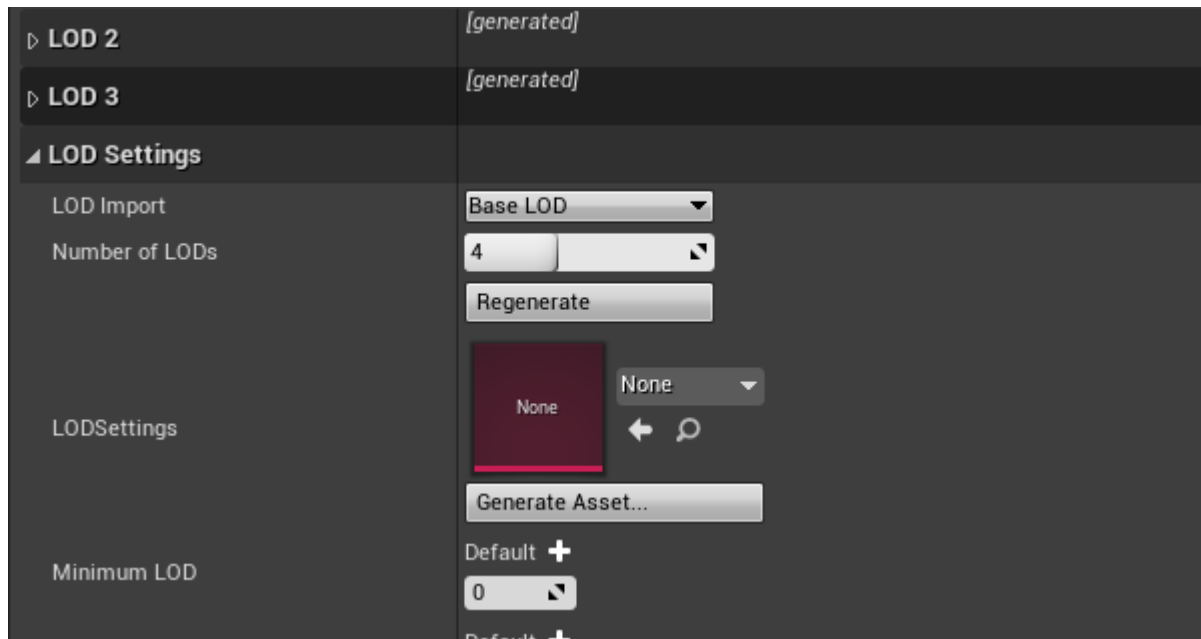 LOD 2 [generated]
LOD 3 [generated]
LOD Settings
LOD Import Base LOD
Number of LODs 4
Regenerate
None
None
LODSettings
Generate Asset...
Default
Minimum LOD
0
Default